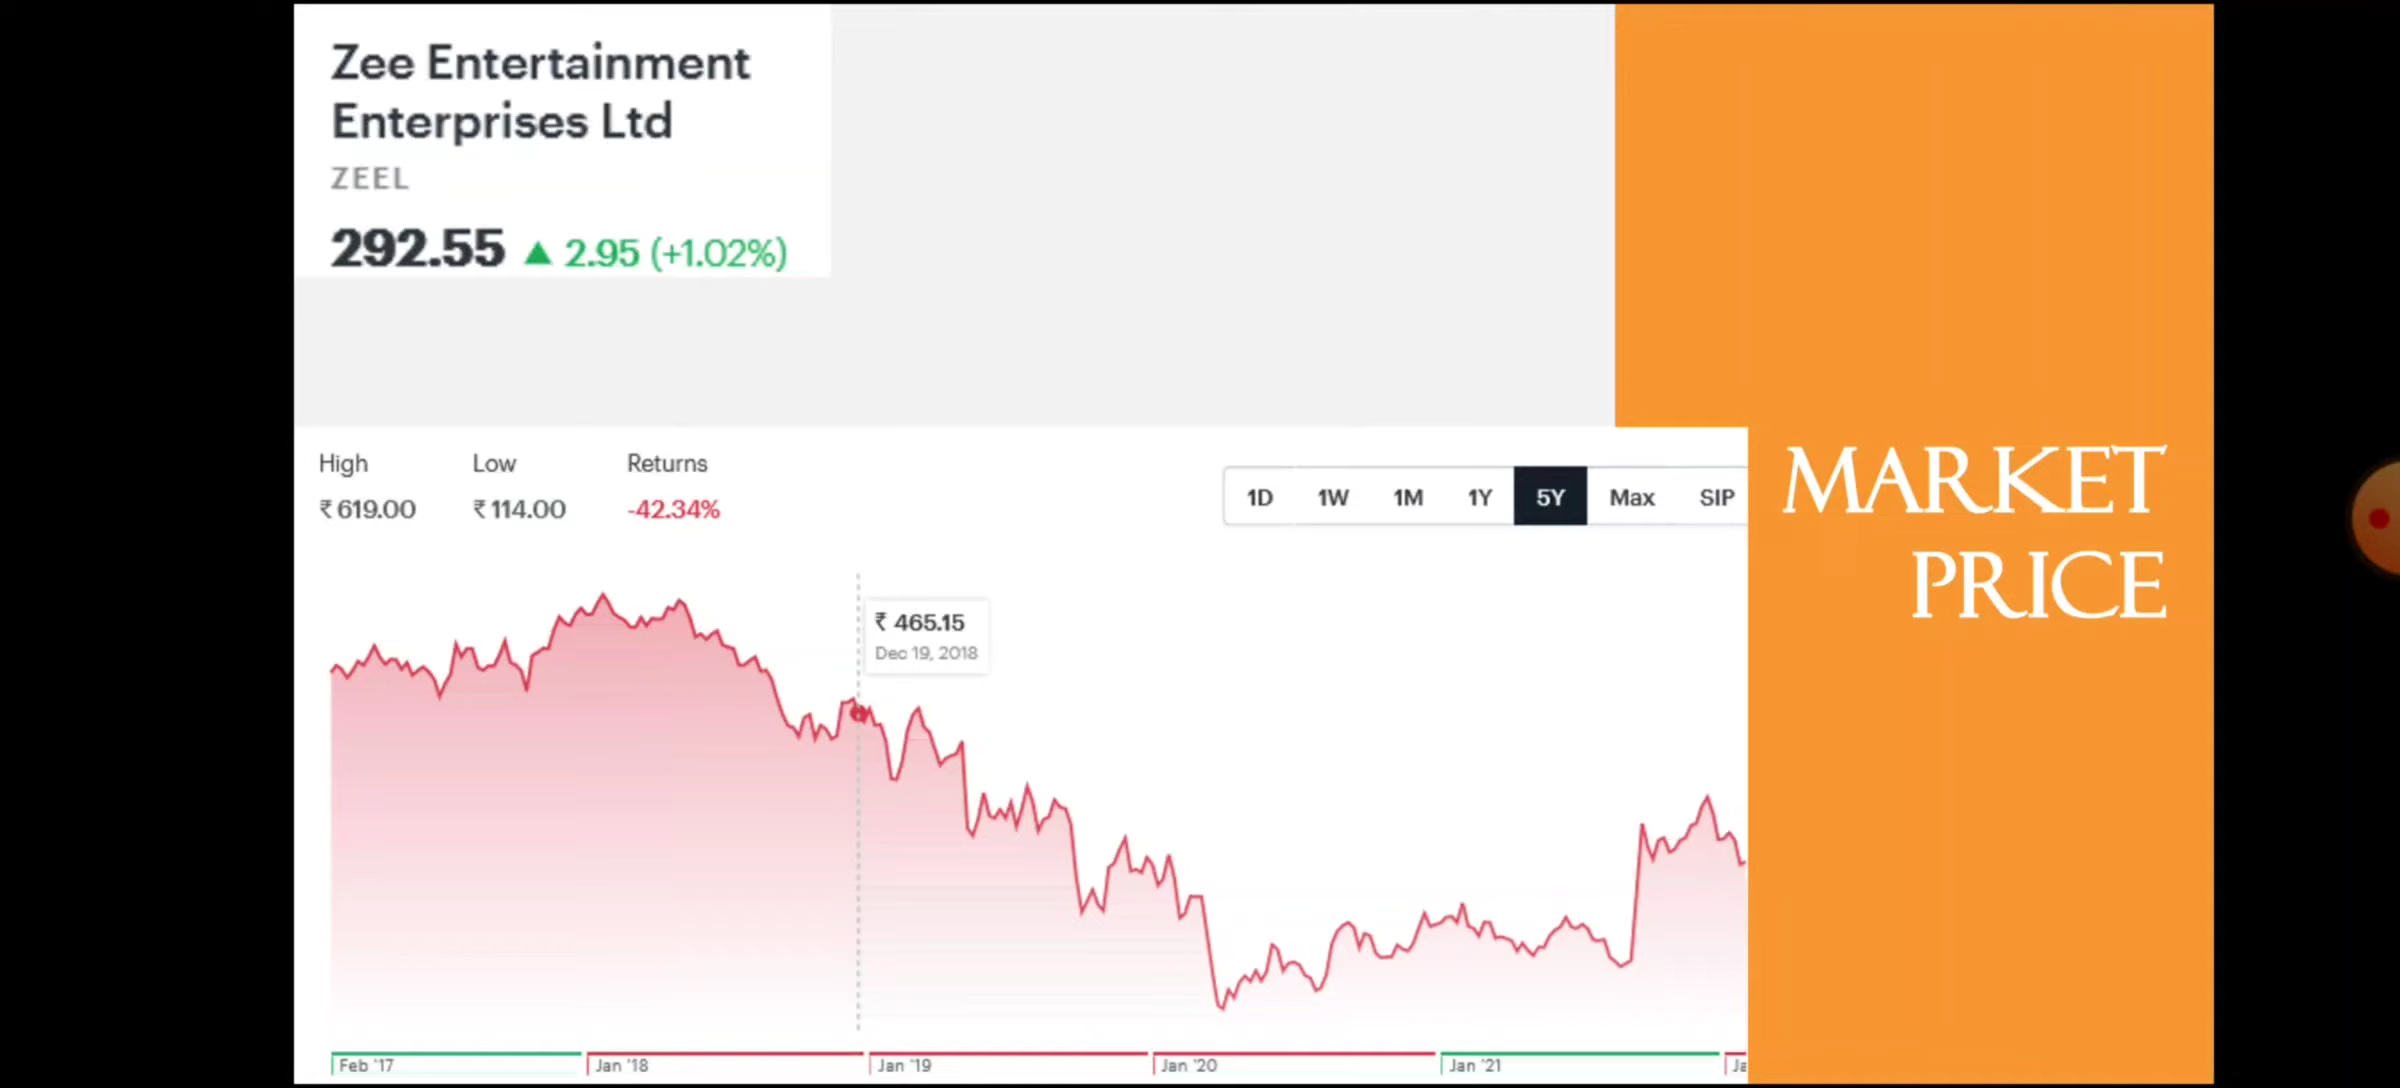 Zee Entertainment
Enterprises Ltd
ZEEL
292.55 ▲ 2.95 (+1.02%)
High Low Returns
₹ 619.00 ₹ 114.00 -42.34%
1D 1W 1M 1Y 5Y Max SIP
MARKET
PRICE
₹ 465.15
Dec 19, 2018
Feb '17 Jan '18 Jan '19 Jan '20 Jan '21